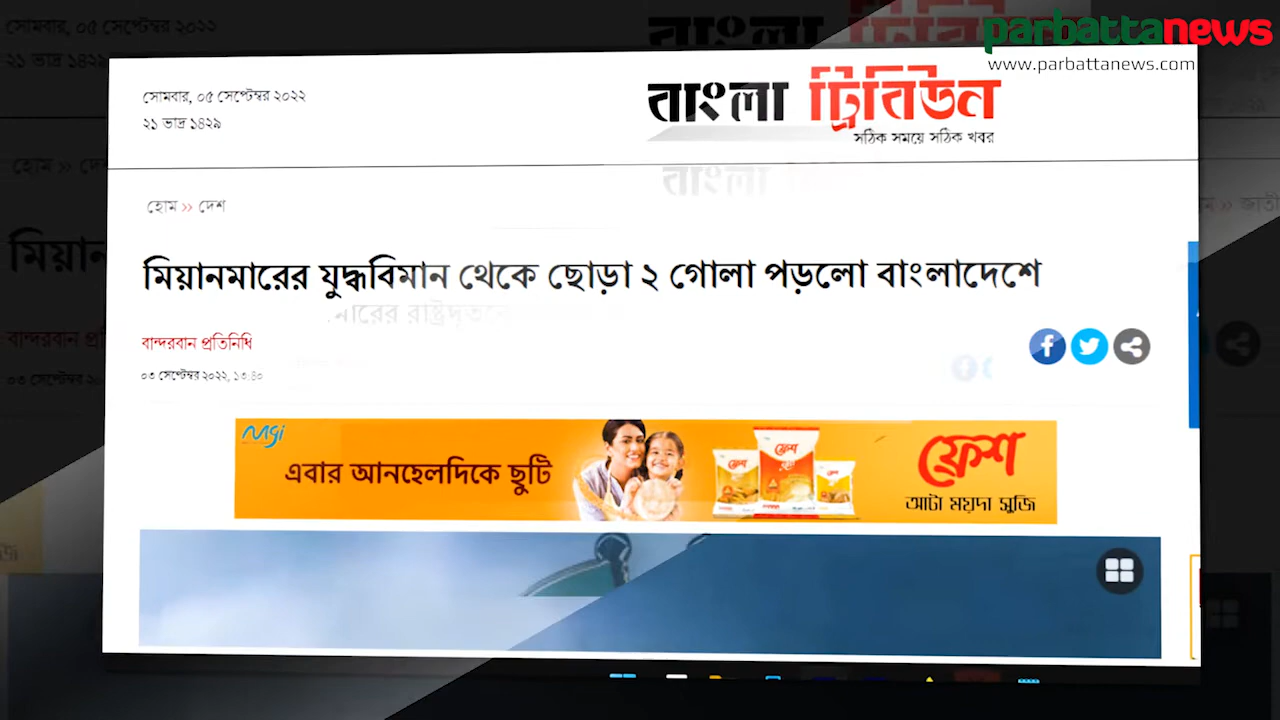 parbattanews
www.parbattanews.com
সোমবার, ০৫ সেপ্টেম্বর ২০২২
২১ ভাদ্র ১৪২৯
বাংলা ট্রিবিউন
সঠিক সময়ে সঠিক খবর
হোম >> দেশ
মিয়ানমারের যুদ্ধবিমান থেকে ছোড়া ২ গোলা পড়লো বাংলাদেশে
বান্দরবান প্রতিনিধি
০৩ সেপ্টেম্বর ২০২২, ১৩:৪০
mgi
এবার আনহেলদিকে ছুটি
ফ্রেশ
আটা ময়দা সুজি